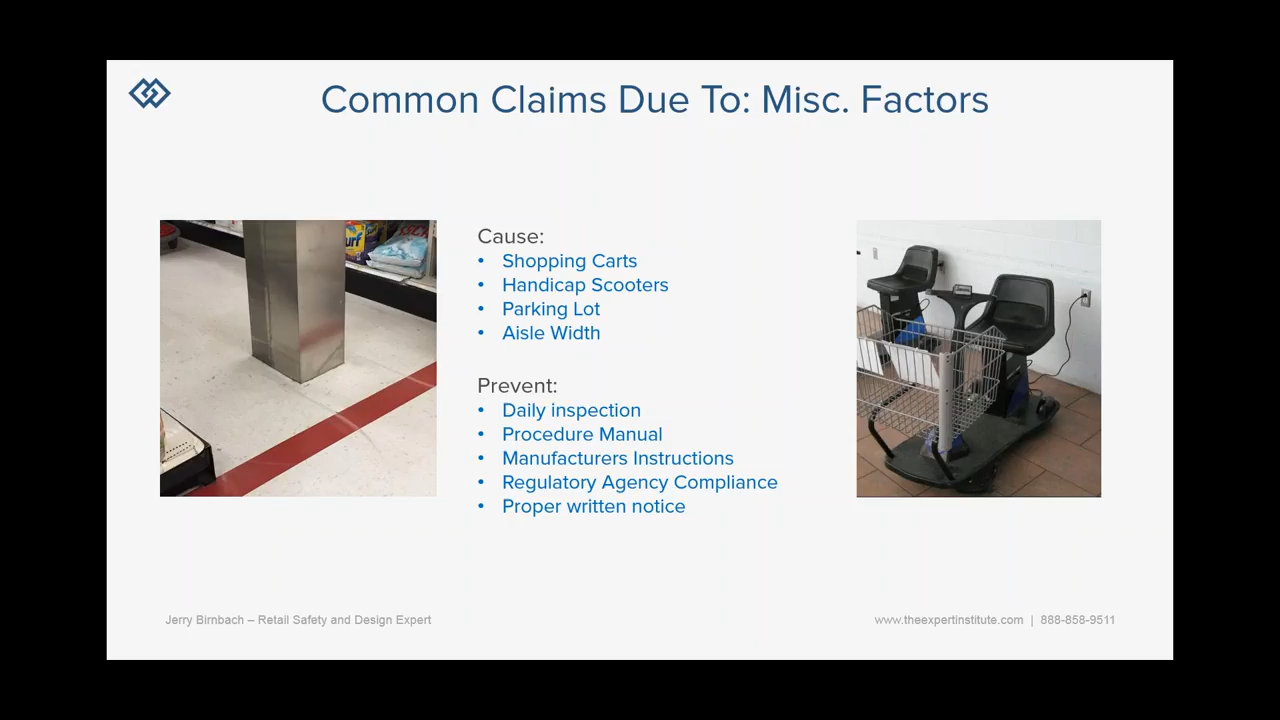 Common Claims Due To: Misc. Factors
Cause:
• Shopping Carts
• Handicap Scooters
• Parking Lot
• Aisle Width
Prevent:
• Daily inspection
• Procedure Manual
• Manufacturers Instructions
• Regulatory Agency Compliance
• Proper written notice
urf
Jerry Birnbach – Retail Safety and Design Expert
www.theexpertinstitute.com | 888-858-9511